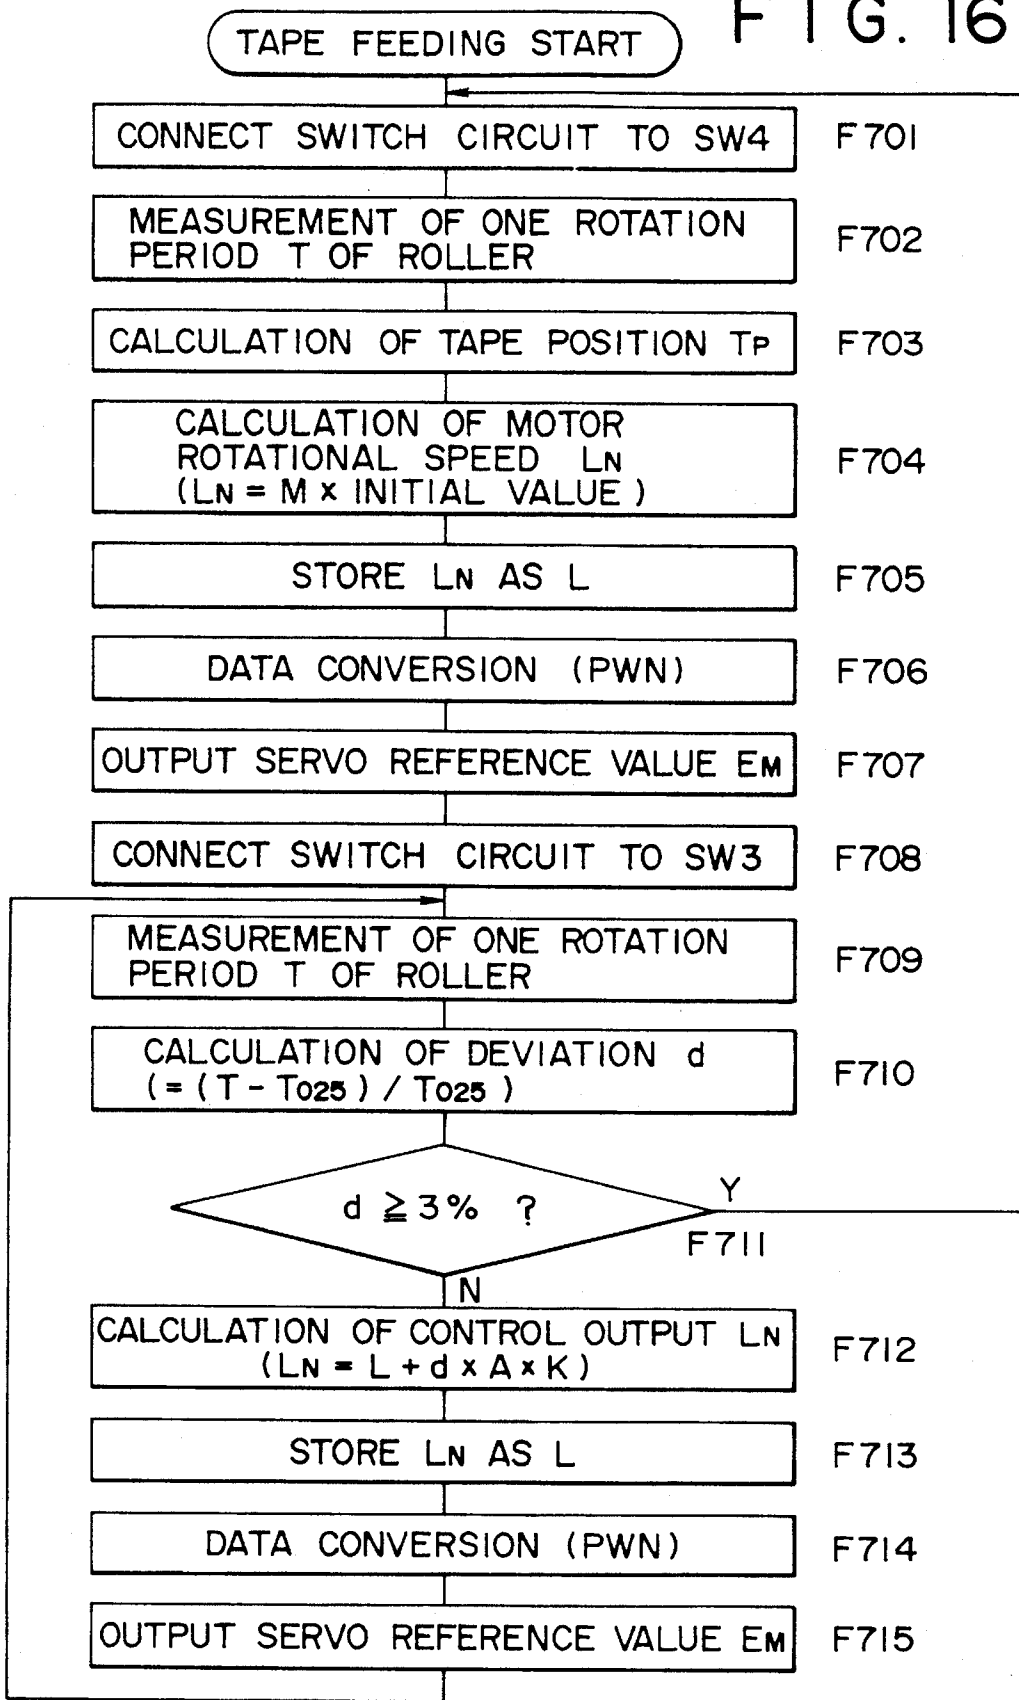 FIG. 16
TAPE FEEDING START
CONNECT SWITCH CIRCUIT TO SW4 F701
MEASUREMENT OF ONE ROTATION
PERIOD T OF ROLLER F702
CALCULATION OF TAPE POSITION TP F703
CALCULATION OF MOTOR
ROTATIONAL SPEED LN F704
(LN = M x INITIAL VALUE)
STORE LN AS L F705
DATA CONVERSION (PWN) F706
OUTPUT SERVO REFERENCE VALUE EM F707
CONNECT SWITCH CIRCUIT TO SW3 F708
MEASUREMENT OF ONE ROTATION
PERIOD T OF ROLLER F709
CALCULATION OF DEVIATION d
(= (T - T025) / T025) F710
d ≧ 3% ? Y
F711
N
CALCULATION OF CONTROL OUTPUT LN
(LN = L + d x A x K) F712
STORE LN AS L F713
DATA CONVERSION (PWN) F714
OUTPUT SERVO REFERENCE VALUE EM F715